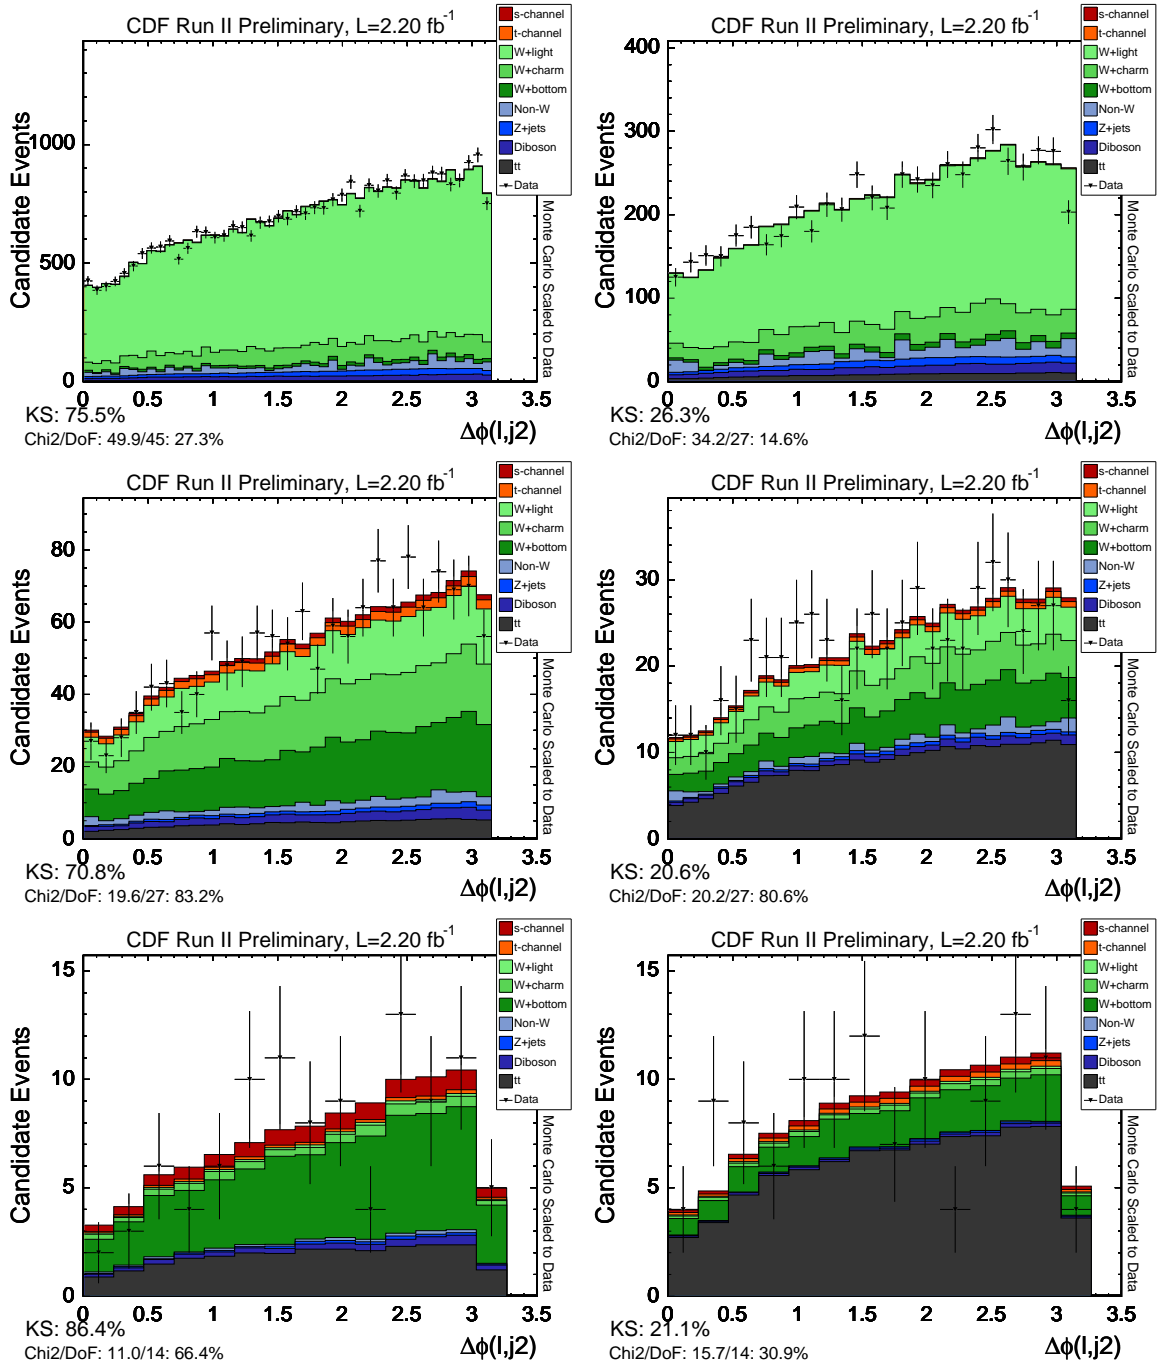 CDF Run II Preliminary, L=2.20 fb⁻¹
s-channel
t-channel
W+light
W+charm
W+bottom
Non-W
Z+jets
Diboson
tt
Data
Candidate Events
1000
500
0
0 0.5 1 1.5 2 2.5 3 3.5
Monte Carlo Scaled to Data
KS: 75.5%
Chi2/DoF: 49.9/45: 27.3%
Δϕ(l,j2)
CDF Run II Preliminary, L=2.20 fb⁻¹
s-channel
t-channel
W+light
W+charm
W+bottom
Non-W
Z+jets
Diboson
tt
Data
Candidate Events
400
300
200
100
0
0 0.5 1 1.5 2 2.5 3 3.5
Monte Carlo Scaled to Data
KS: 26.3%
Chi2/DoF: 34.2/27: 14.6%
Δϕ(l,j2)
CDF Run II Preliminary, L=2.20 fb⁻¹
s-channel
t-channel
W+light
W+charm
W+bottom
Non-W
Z+jets
Diboson
tt
Data
Candidate Events
80
60
40
20
0
0 0.5 1 1.5 2 2.5 3 3.5
Monte Carlo Scaled to Data
KS: 70.8%
Chi2/DoF: 19.6/27: 83.2%
Δϕ(l,j2)
CDF Run II Preliminary, L=2.20 fb⁻¹
s-channel
t-channel
W+light
W+charm
W+bottom
Non-W
Z+jets
Diboson
tt
Data
Candidate Events
30
20
10
0
0 0.5 1 1.5 2 2.5 3 3.5
Monte Carlo Scaled to Data
KS: 20.6%
Chi2/DoF: 20.2/27: 80.6%
Δϕ(l,j2)
CDF Run II Preliminary, L=2.20 fb⁻¹
s-channel
t-channel
W+light
W+charm
W+bottom
Non-W
Z+jets
Diboson
tt
Data
Candidate Events
15
10
5
0
0 0.5 1 1.5 2 2.5 3 3.5
Monte Carlo Scaled to Data
KS: 86.4%
Chi2/DoF: 11.0/14: 66.4%
Δϕ(l,j2)
CDF Run II Preliminary, L=2.20 fb⁻¹
s-channel
t-channel
W+light
W+charm
W+bottom
Non-W
Z+jets
Diboson
tt
Data
Candidate Events
15
10
5
0
0 0.5 1 1.5 2 2.5 3 3.5
Monte Carlo Scaled to Data
KS: 21.1%
Chi2/DoF: 15.7/14: 30.9%
Δϕ(l,j2)